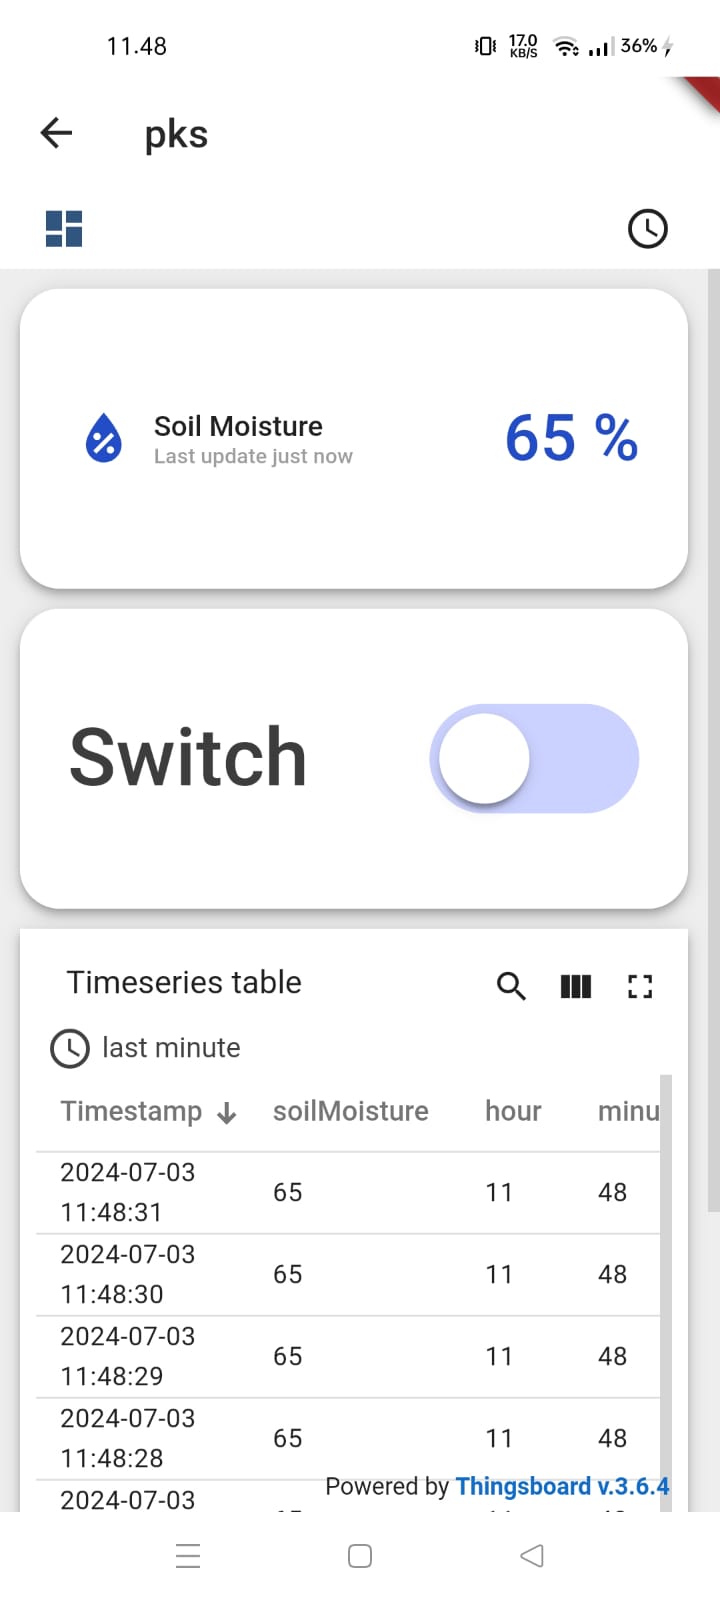 11.48
17.0
KB/S
36%
pks
Soil Moisture
Last update just now
65 %
Switch
Timeseries table
last minute
Timestamp soilMoisture hour minu
2024-07-03
11:48:31 65 11 48
2024-07-03
11:48:30 65 11 48
2024-07-03
11:48:29 65 11 48
2024-07-03
11:48:28 65 11 48
Powered by Thingsboard v.3.6.4
2024-07-03